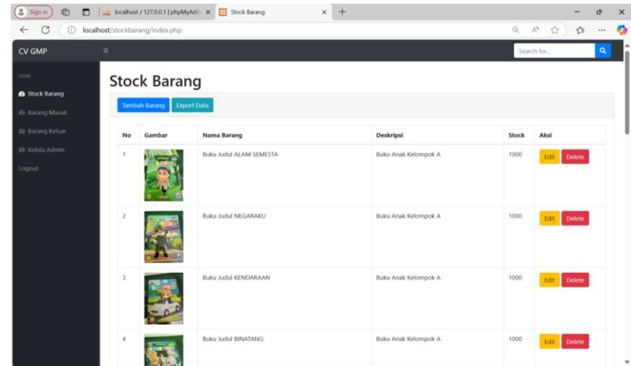 Sign in
localhost / 127.0.0.1 | phpMyAdm
Stock Barang
localhost/stockbarang/index.php
CV GMP
Search for...
Stock Barang
Barang Masuk
Barang Keluar
Kelola Admin
Logout
Stock Barang
Tambah Barang
Export Data
No Gambar Nama Barang Deskripsi Stock Aksi
1 Buku Judul ALAM SEMESTA Buku Anak Kelompok A 1000 Edit Delete
2 Buku Judul NEGARAKU Buku Anak Kelompok A 1000 Edit Delete
3 Buku Judul KENDARAAN Buku Anak Kelompok A 1000 Edit Delete
4 Buku Judul BINATANG Buku Anak Kelompok A 1000 Edit Delete